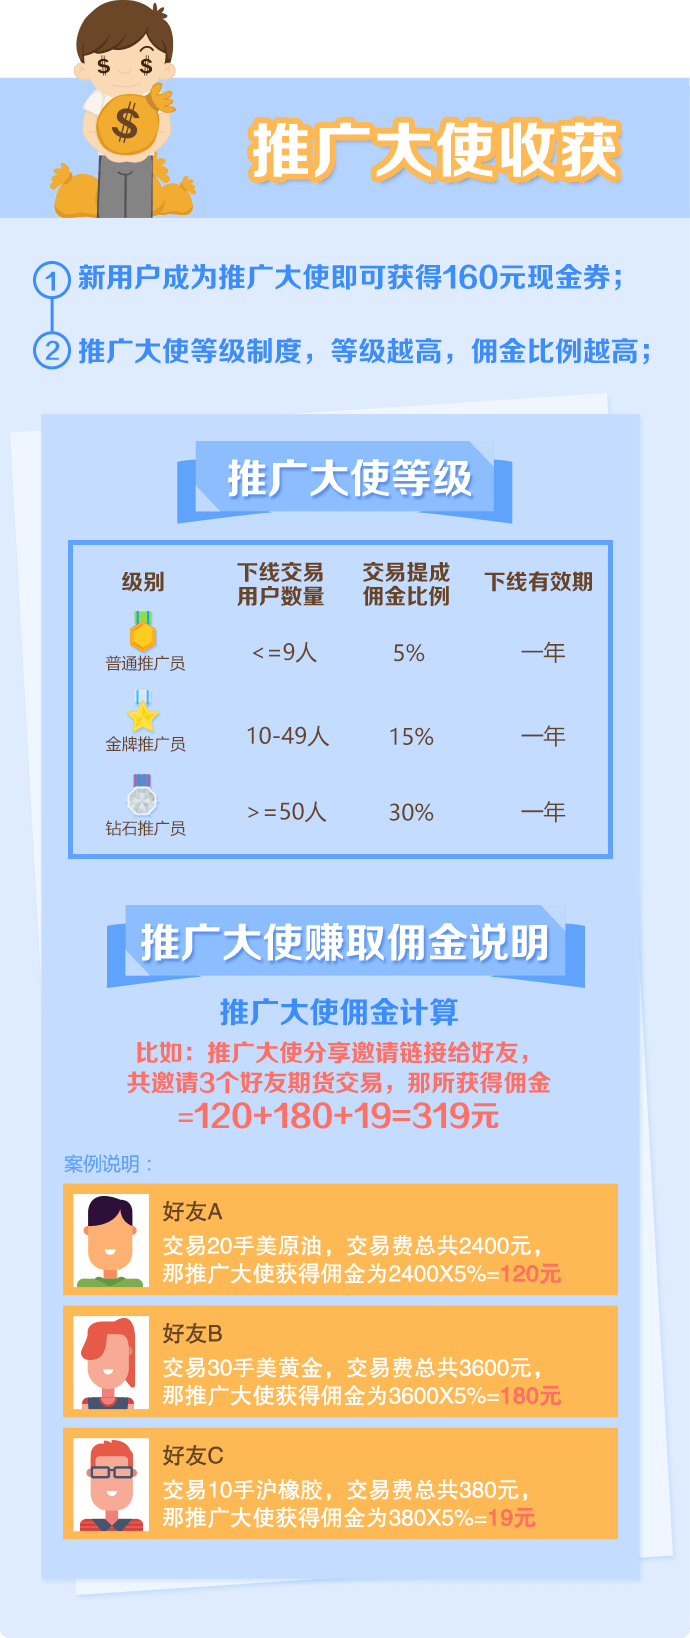 推广大使收获
1 新用户成为推广大使即可获得160元现金券；
2 推广大使等级制度，等级越高，佣金比例越高；
推广大使等级
级别 下线交易用户数量 交易提成佣金比例 下线有效期
普通推广员 <=9人 5% 一年
金牌推广员 10-49人 15% 一年
钻石推广员 >=50人 30% 一年
推广大使赚取佣金说明
推广大使佣金计算
比如：推广大使分享邀请链接给好友，
共邀请3个好友期货交易，那所获得佣金
=120+180+19=319元
案例说明：
好友A
交易20手美原油，交易费总共2400元，
那推广大使获得佣金为2400X5%=120元
好友B
交易30手美黄金，交易费总共3600元，
那推广大使获得佣金为3600X5%=180元
好友C
交易10手沪橡胶，交易费总共380元，
那推广大使获得佣金为380X5%=19元